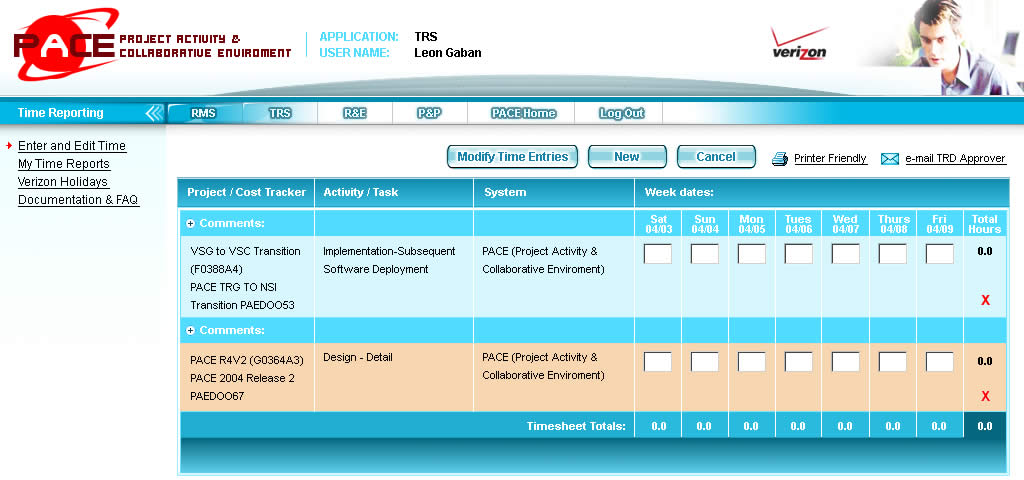 PACE PROJECT ACTIVITY &
COLLABORATIVE ENVIROMENT
APPLICATION: TRS
USER NAME: Leon Gaban
verizon
Time Reporting
RMS TRS R&E P&P PACE Home Log Out
Enter and Edit Time
My Time Reports
Verizon Holidays
Documentation & FAQ
Modify Time Entries New Cancel Printer Friendly e-mail TRD Approver
Project / Cost Tracker Activity / Task System Week dates:
Comments: Sat Sun Mon Tues Wed Thurs Fri Total
04/03 04/04 04/05 04/06 04/07 04/08 04/09 Hours
VSG to VSC Transition Implementation-Subsequent PACE (Project Activity & 0.0
(F0388A4) Software Deployment Collaborative Enviroment)
PACE TRG TO NSI
Transition PAEDOO53 X
Comments:
PACE R4V2 (G0364A3) Design - Detail PACE (Project Activity & 0.0
PACE 2004 Release 2 Collaborative Enviroment)
PAEDOO67 X
Timesheet Totals: 0.0 0.0 0.0 0.0 0.0 0.0 0.0 0.0